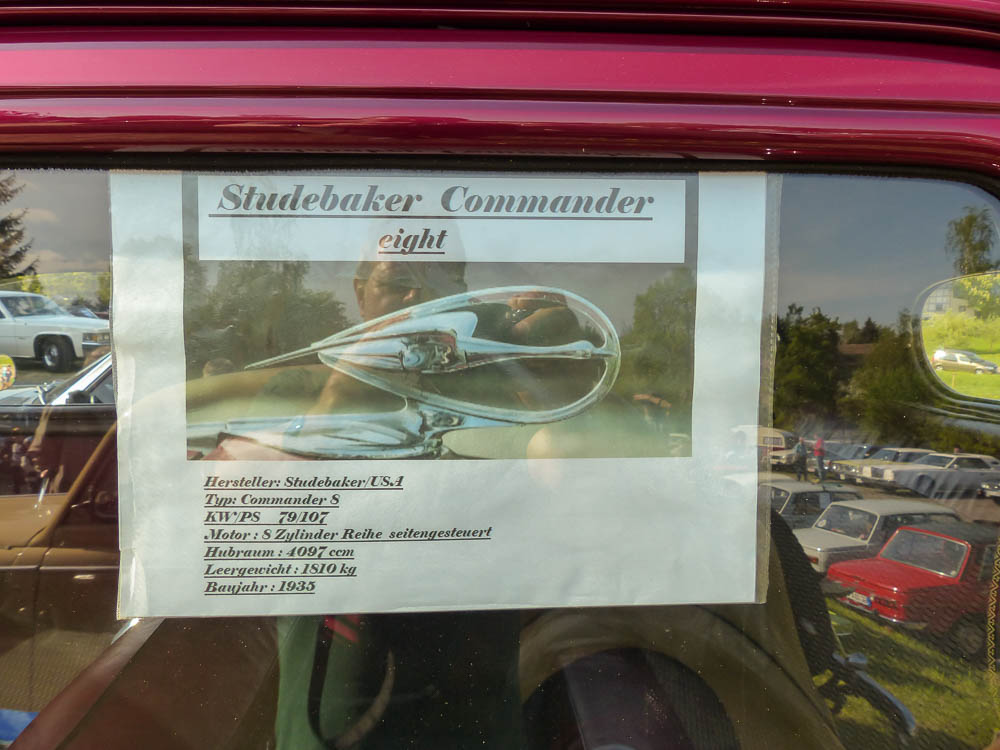 Studebaker Commander
eight
Hersteller: Studebaker/USA
Typ: Commander 8
KW/PS 79/107
Motor : 8 Zylinder Reihe seitengesteuert
Hubraum : 4097 ccm
Leergewicht : 1810 kg
Baujahr : 1935